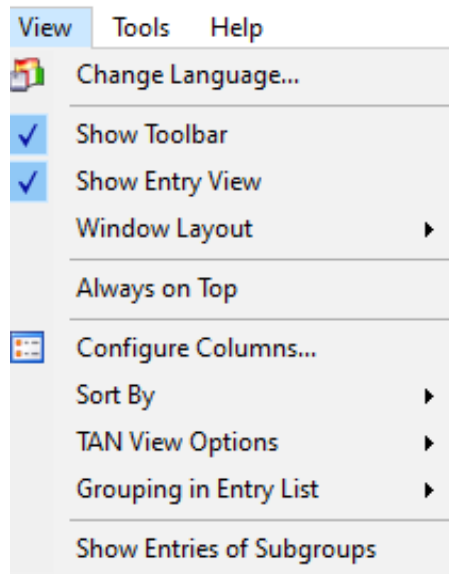 View Tools Help
Change Language...
Show Toolbar
Show Entry View
Window Layout
Always on Top
Configure Columns...
Sort By
TAN View Options
Grouping in Entry List
Show Entries of Subgroups